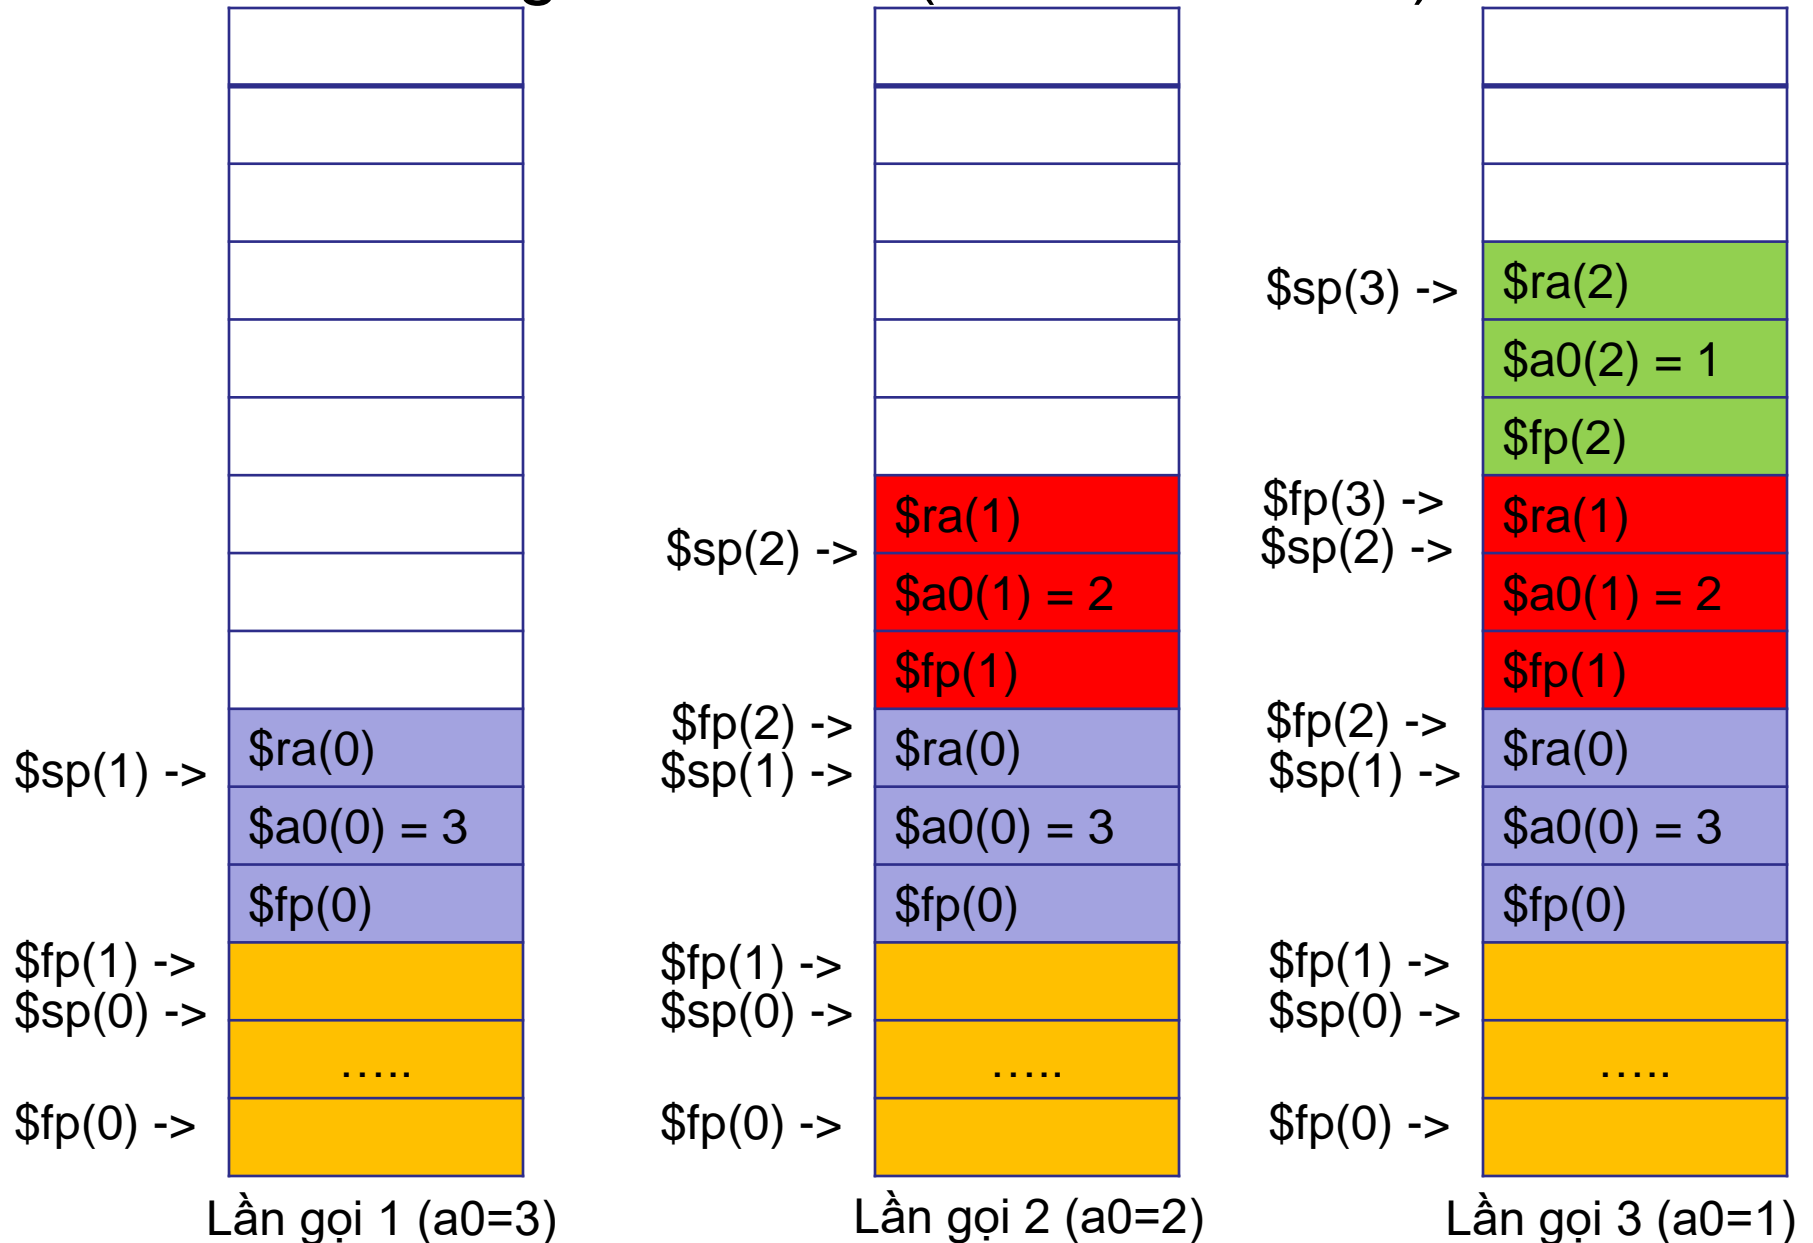 $sp(1) ->
$ra(0)
$a0(0) = 3
$fp(0)
$fp(1) ->
$sp(0) ->
…..
$fp(0) ->
Lần gọi 1 (a0=3)
$sp(2) ->
$ra(1)
$a0(1) = 2
$fp(1)
$fp(2) ->
$sp(1) ->
$ra(0)
$a0(0) = 3
$fp(0)
$fp(1) ->
$sp(0) ->
…..
$fp(0) ->
Lần gọi 2 (a0=2)
$sp(3) ->
$ra(2)
$a0(2) = 1
$fp(2)
$fp(3) ->
$sp(2) ->
$ra(1)
$a0(1) = 2
$fp(1)
$fp(2) ->
$sp(1) ->
$ra(0)
$a0(0) = 3
$fp(0)
$fp(1) ->
$sp(0) ->
…..
$fp(0) ->
Lần gọi 3 (a0=1)